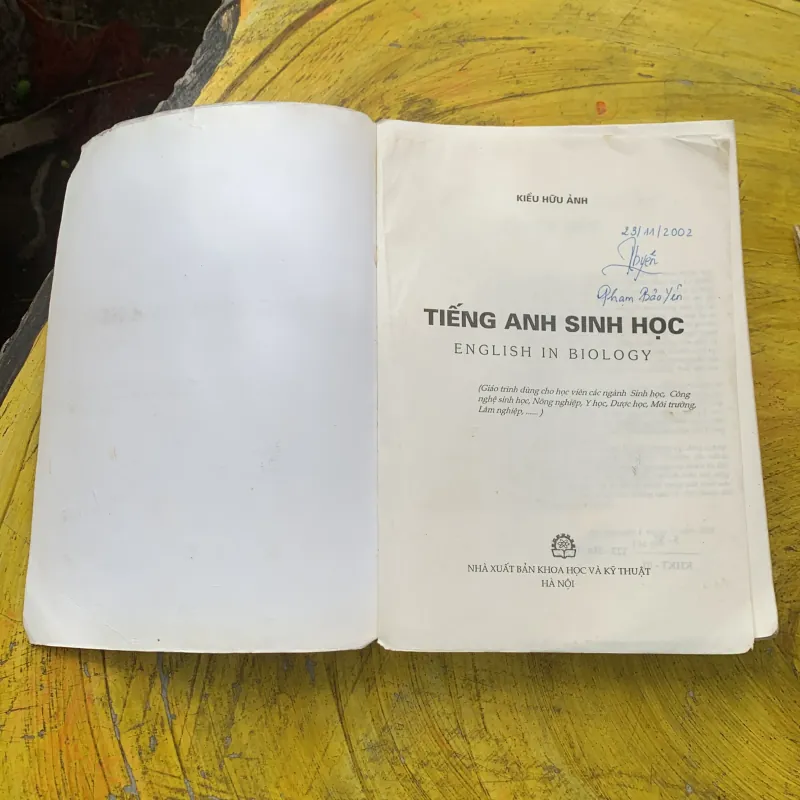 KIỀU HỮU ẢNH
23/11/2002
Phạm Bảo Yến
TIẾNG ANH SINH HỌC
ENGLISH IN BIOLOGY
(Giáo trình dùng cho học viên các ngành Sinh học, Công
nghệ sinh học, Nông nghiệp, Y học, Dược học, Môi trường,
Lâm nghiệp, ..... )
NHÀ XUẤT BẢN KHOA HỌC VÀ KỸ THUẬT
HÀ NỘI